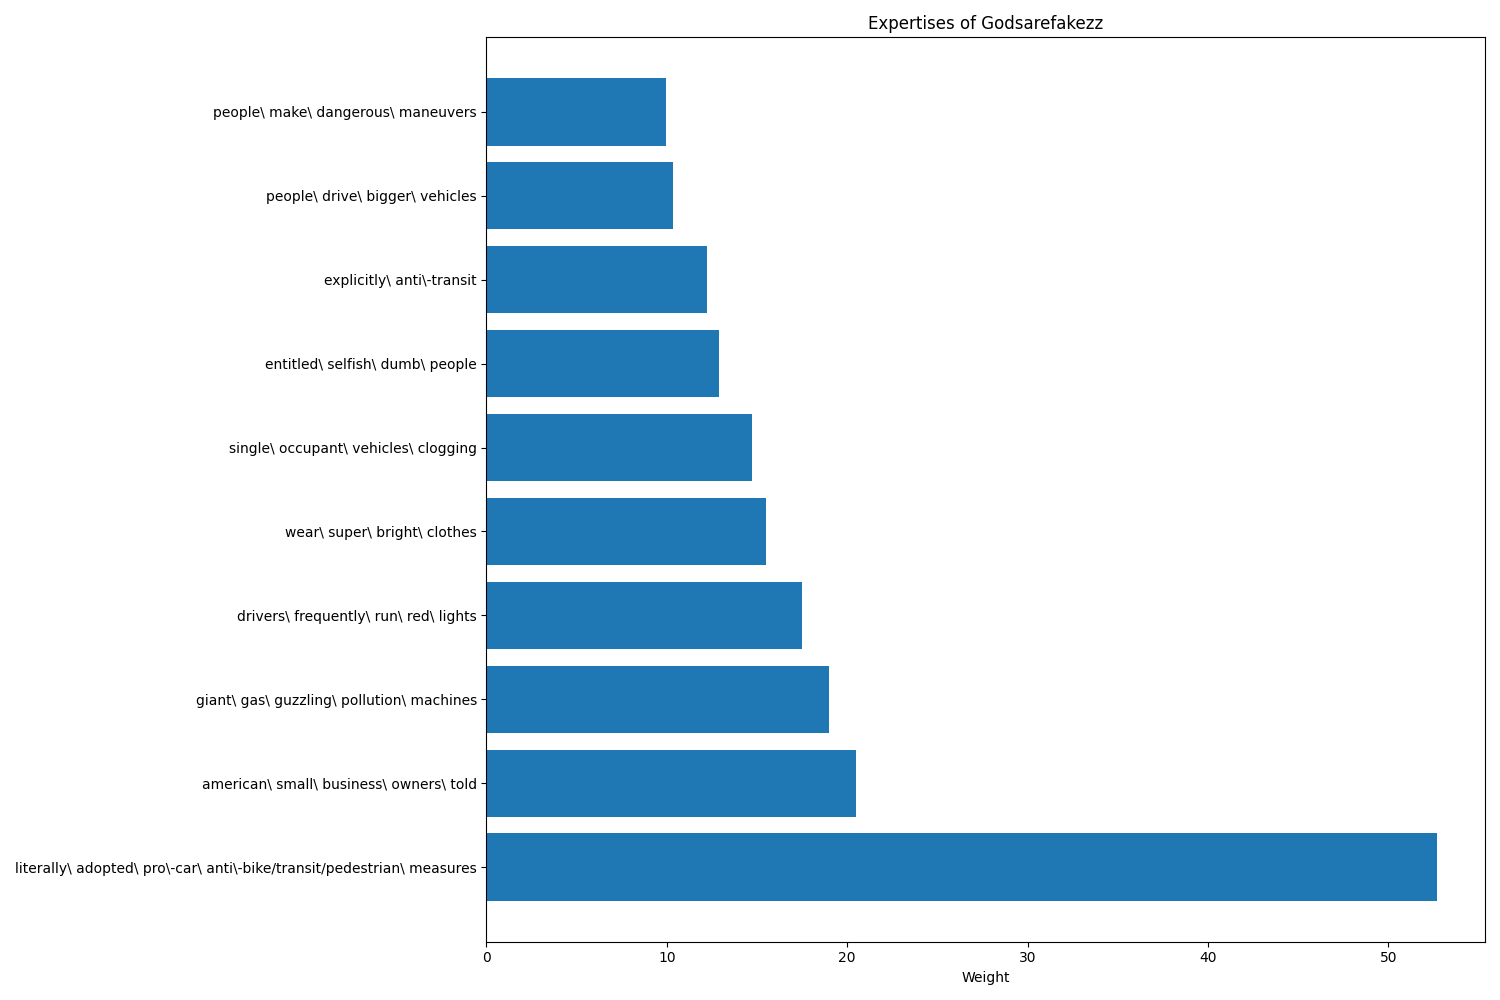 Expertises of Godsarefakezz
people\ make\ dangerous\ maneuvers
people\ drive\ bigger\ vehicles
explicitly\ anti\-transit
entitled\ selfish\ dumb\ people
single\ occupant\ vehicles\ clogging
wear\ super\ bright\ clothes
drivers\ frequently\ run\ red\ lights
giant\ gas\ guzzling\ pollution\ machines
american\ small\ business\ owners\ told
literally\ adopted\ pro\-car\ anti\-bike/transit/pedestrian\ measures
0 10 20 30 40 50
Weight